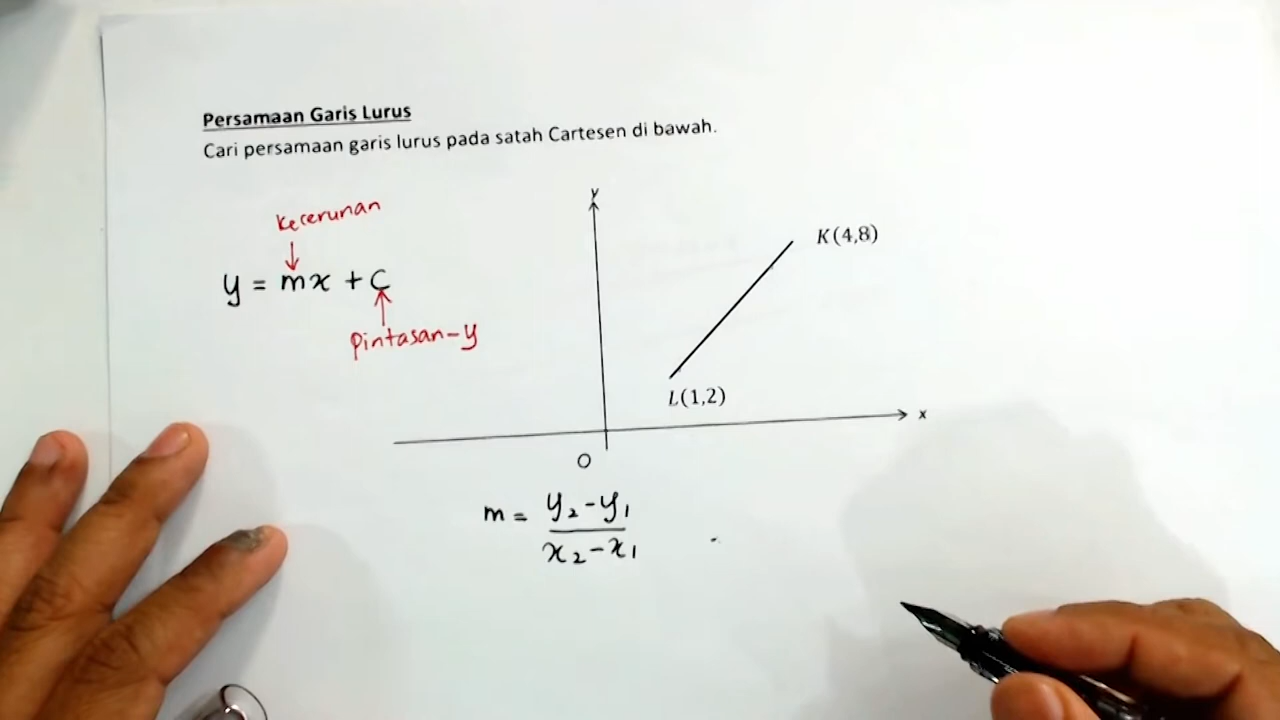 Persamaan Garis Lurus
Cari persamaan garis lurus pada satah Cartesen di bawah.
kecerunan
y = mx + c
pintasan-y
y
K(4,8)
L(1,2)
x
O
m = y₂-y₁
x₂-x₁